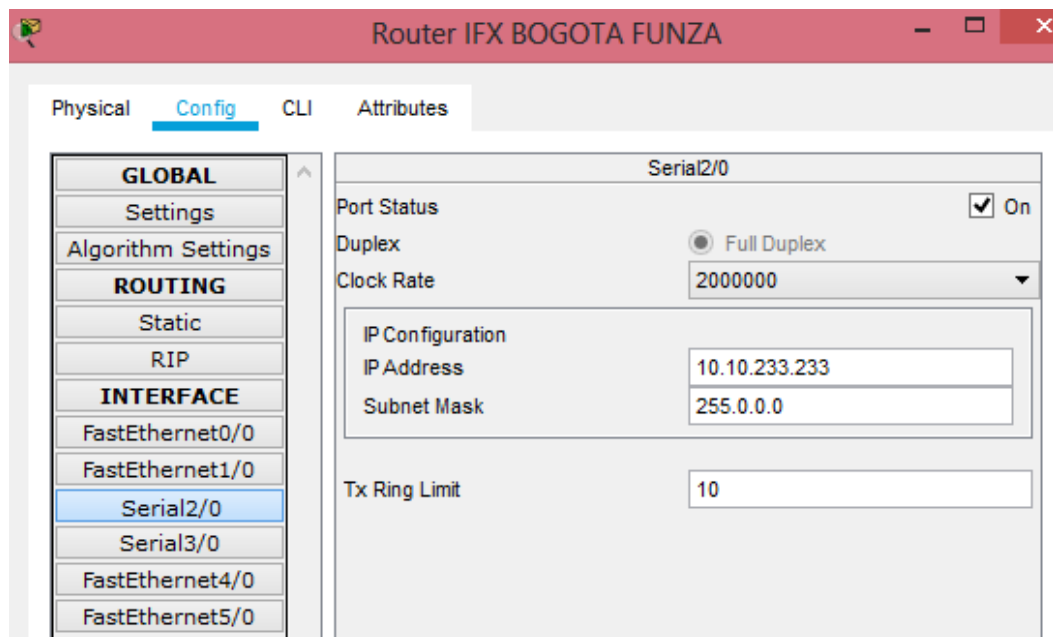 Router IFX BOGOTA FUNZA
Physical Config CLI Attributes
GLOBAL
Settings
Algorithm Settings
ROUTING
Static
RIP
INTERFACE
FastEthernet0/0
FastEthernet1/0
Serial2/0
Serial3/0
FastEthernet4/0
FastEthernet5/0
Serial2/0
Port Status On
Duplex Full Duplex
Clock Rate 2000000
IP Configuration
IP Address 10.10.233.233
Subnet Mask 255.0.0.0
Tx Ring Limit 10